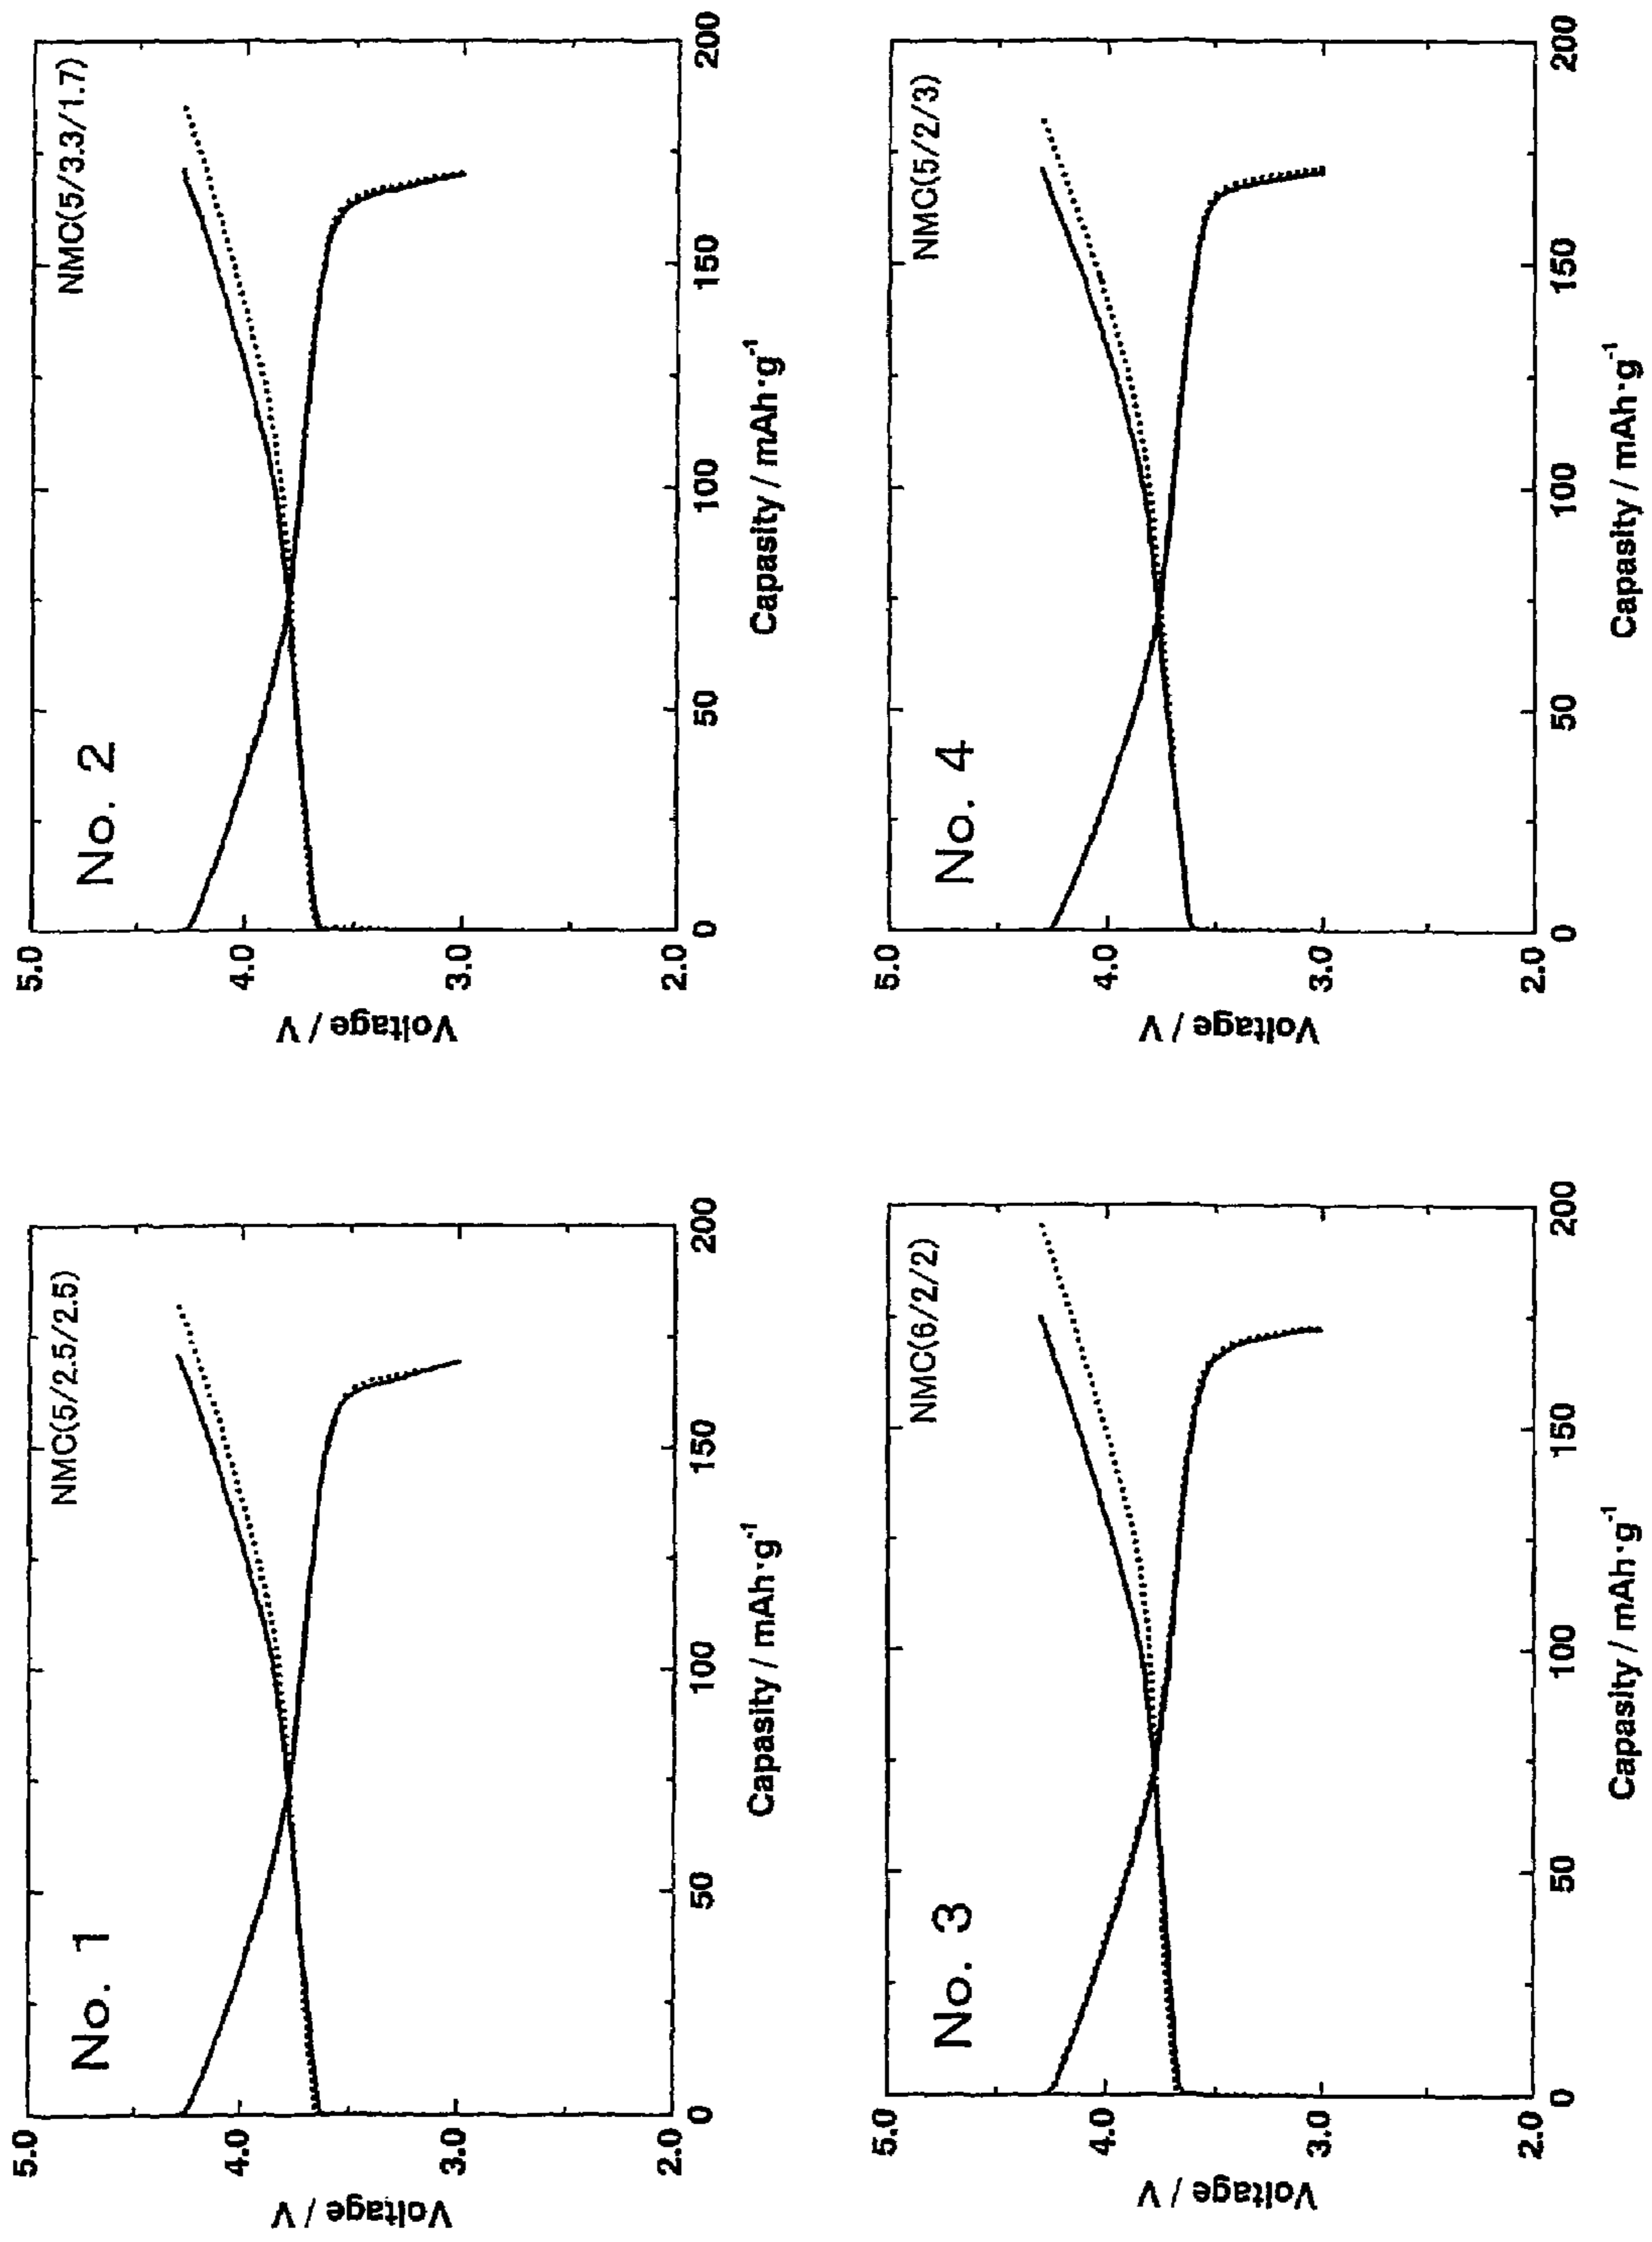 No. 1
NMC(5/2.5/2.5)
5.0
4.0
3.0
2.0
Voltage / V
0 50 100 150 200
Capasity / mAh·g-1
No. 2
NMC(5/3.3/1.7)
5.0
4.0
3.0
2.0
Voltage / V
0 50 100 150 200
Capasity / mAh·g-1
No. 3
NMC(6/2/2)
5.0
4.0
3.0
2.0
Voltage / V
0 50 100 150 200
Capasity / mAh·g-1
No. 4
NMC(5/2/3)
5.0
4.0
3.0
2.0
Voltage / V
0 50 100 150 200
Capasity / mAh·g-1